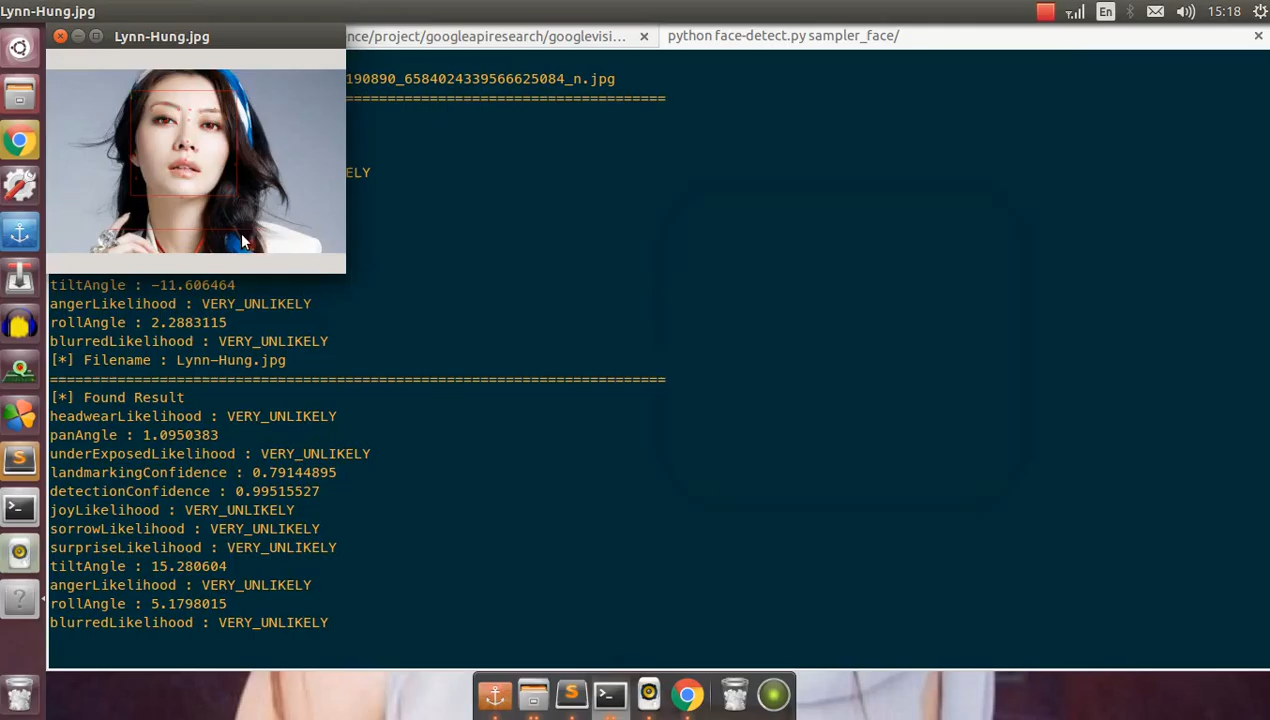 Lynn-Hung.jpg
En
15:18
Lynn-Hung.jpg
nce/project/googleapiresearch/googlevisi...
python face-detect.py sampler_face/
190890_6584024339566625084_n.jpg
=====================================
ELY
tiltAngle : -11.606464
angerLikelihood : VERY_UNLIKELY
rollAngle : 2.2883115
blurredLikelihood : VERY_UNLIKELY
[*] Filename : Lynn-Hung.jpg
=========================================================================
[*] Found Result
headwearLikelihood : VERY_UNLIKELY
panAngle : 1.0950383
underExposedLikelihood : VERY_UNLIKELY
landmarkingConfidence : 0.79144895
detectionConfidence : 0.99515527
joyLikelihood : VERY_UNLIKELY
sorrowLikelihood : VERY_UNLIKELY
surpriseLikelihood : VERY_UNLIKELY
tiltAngle : 15.280604
angerLikelihood : VERY_UNLIKELY
rollAngle : 5.1798015
blurredLikelihood : VERY_UNLIKELY